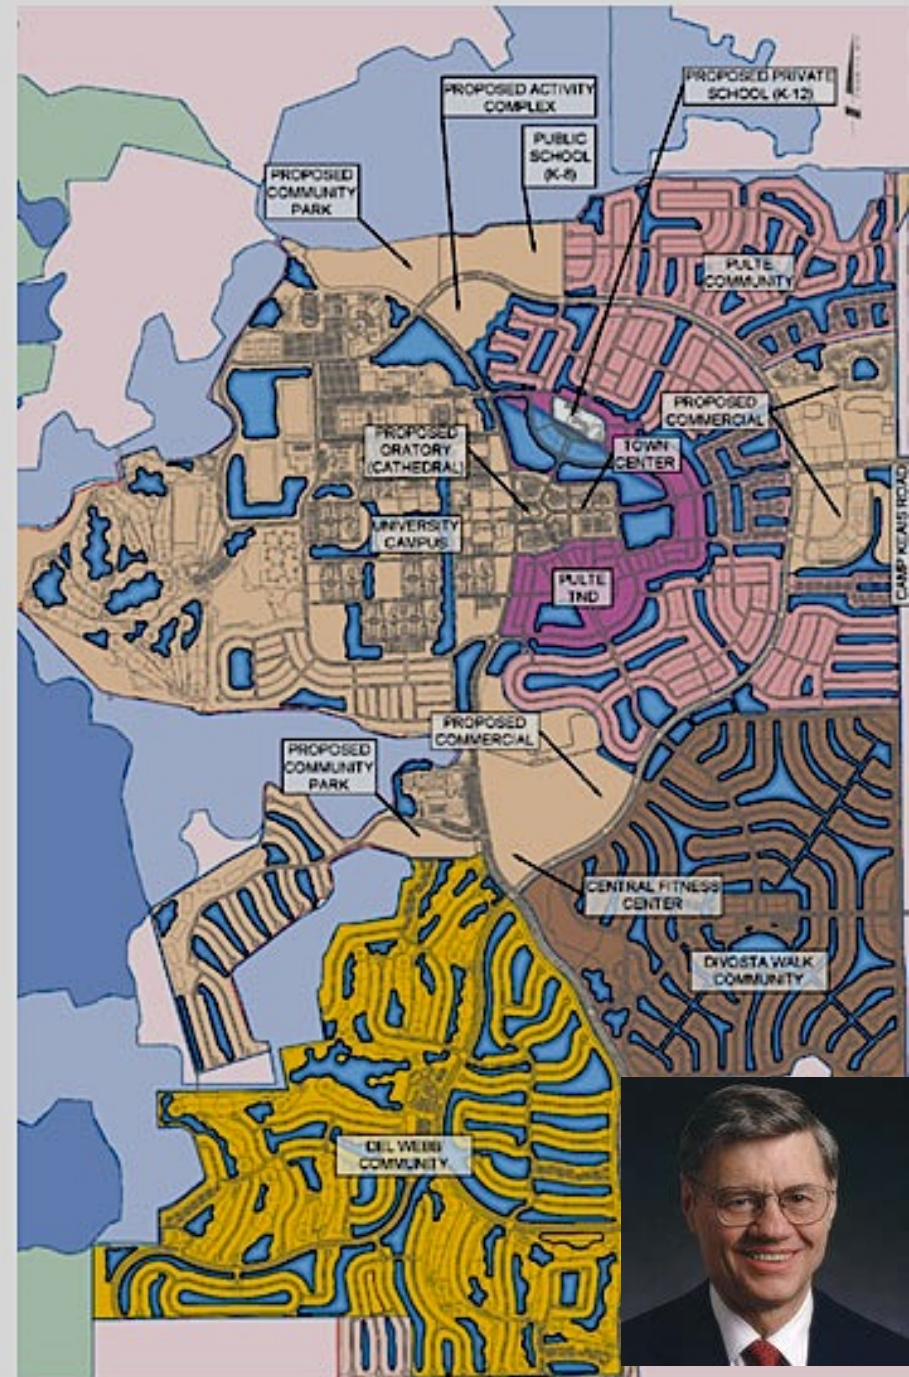 PROPOSED PRIVATE
SCHOOL (K-12)
PROPOSED ACTIVITY
COMPLEX
PUBLIC
SCHOOL
(K-8)
PROPOSED
COMMUNITY
PARK
PULTE
COMMUNITY
PROPOSED
COMMERCIAL
PROPOSED
ORATORY
(CATHEDRAL)
TOWN
CENTER
UNIVERSITY
CAMPUS
CAMP KEAIS ROAD
PULTE
TND
PROPOSED
COMMERCIAL
PROPOSED
COMMUNITY
PARK
CENTRAL FITNESS
CENTER
DIVOSTA WALK
COMMUNITY
DEL WEBB
COMMUNITY